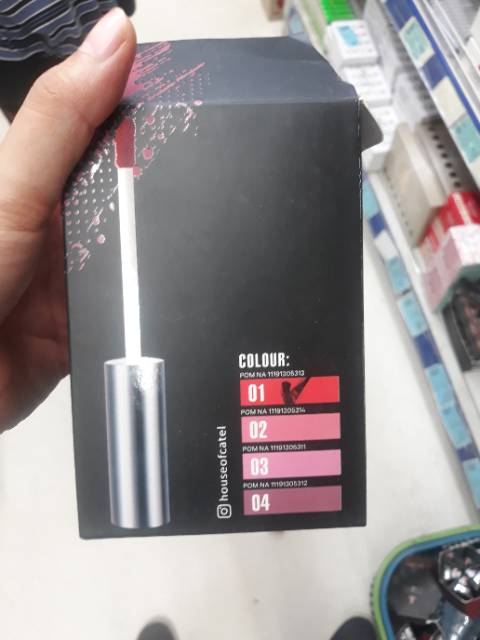 COLOUR:
POM NA 11191305313
01
POM NA 11191305314
02
POM NA 11191305311
03
POM NA 11191305312
04
houseofcatel